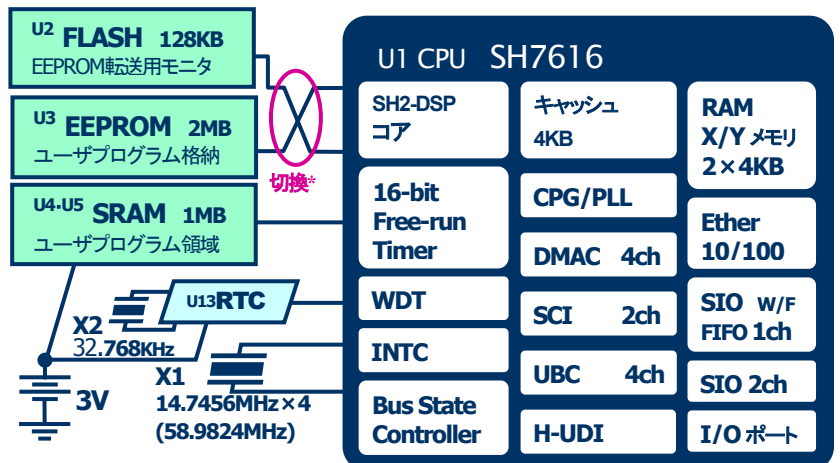 U2 FLASH 128KB
EEPROM転送用モニタ
U3 EEPROM 2MB
ユーザプログラム格納
切換*
U4・U5 SRAM 1MB
ユーザプログラム領域
U13RTC
X2
32.768KHz
X1
14.7456MHz×4
(58.9824MHz)
3V
U1 CPU SH7616
SH2-DSP
コア
16-bit
Free-run
Timer
WDT
INTC
Bus State
Controller
キャッシュ
4KB
CPG/PLL
DMAC 4ch
SCI 2ch
UBC 4ch
H-UDI
RAM
X/Y メモリ
2×4KB
Ether
10/100
SIO W/F
FIFO 1ch
SIO 2ch
I/O ポート